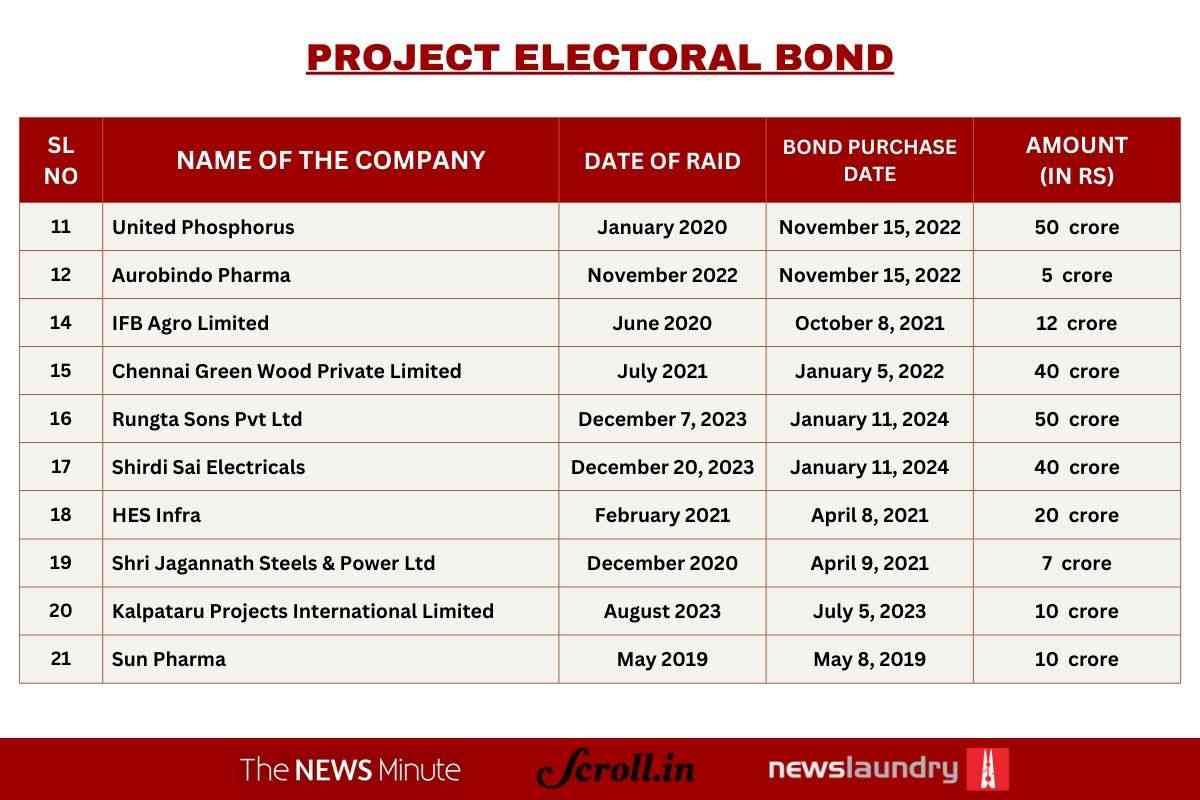 PROJECT ELECTORAL BOND
SL NO NAME OF THE COMPANY DATE OF RAID BOND PURCHASE DATE AMOUNT (IN RS)
11 United Phosphorus January 2020 November 15, 2022 50 crore
12 Aurobindo Pharma November 2022 November 15, 2022 5 crore
14 IFB Agro Limited June 2020 October 8, 2021 12 crore
15 Chennai Green Wood Private Limited July 2021 January 5, 2022 40 crore
16 Rungta Sons Pvt Ltd December 7, 2023 January 11, 2024 50 crore
17 Shirdi Sai Electricals December 20, 2023 January 11, 2024 40 crore
18 HES Infra February 2021 April 8, 2021 20 crore
19 Shri Jagannath Steels & Power Ltd December 2020 April 9, 2021 7 crore
20 Kalpataru Projects International Limited August 2023 July 5, 2023 10 crore
21 Sun Pharma May 2019 May 8, 2019 10 crore
The NEWS Minute Scroll.in newslaundry